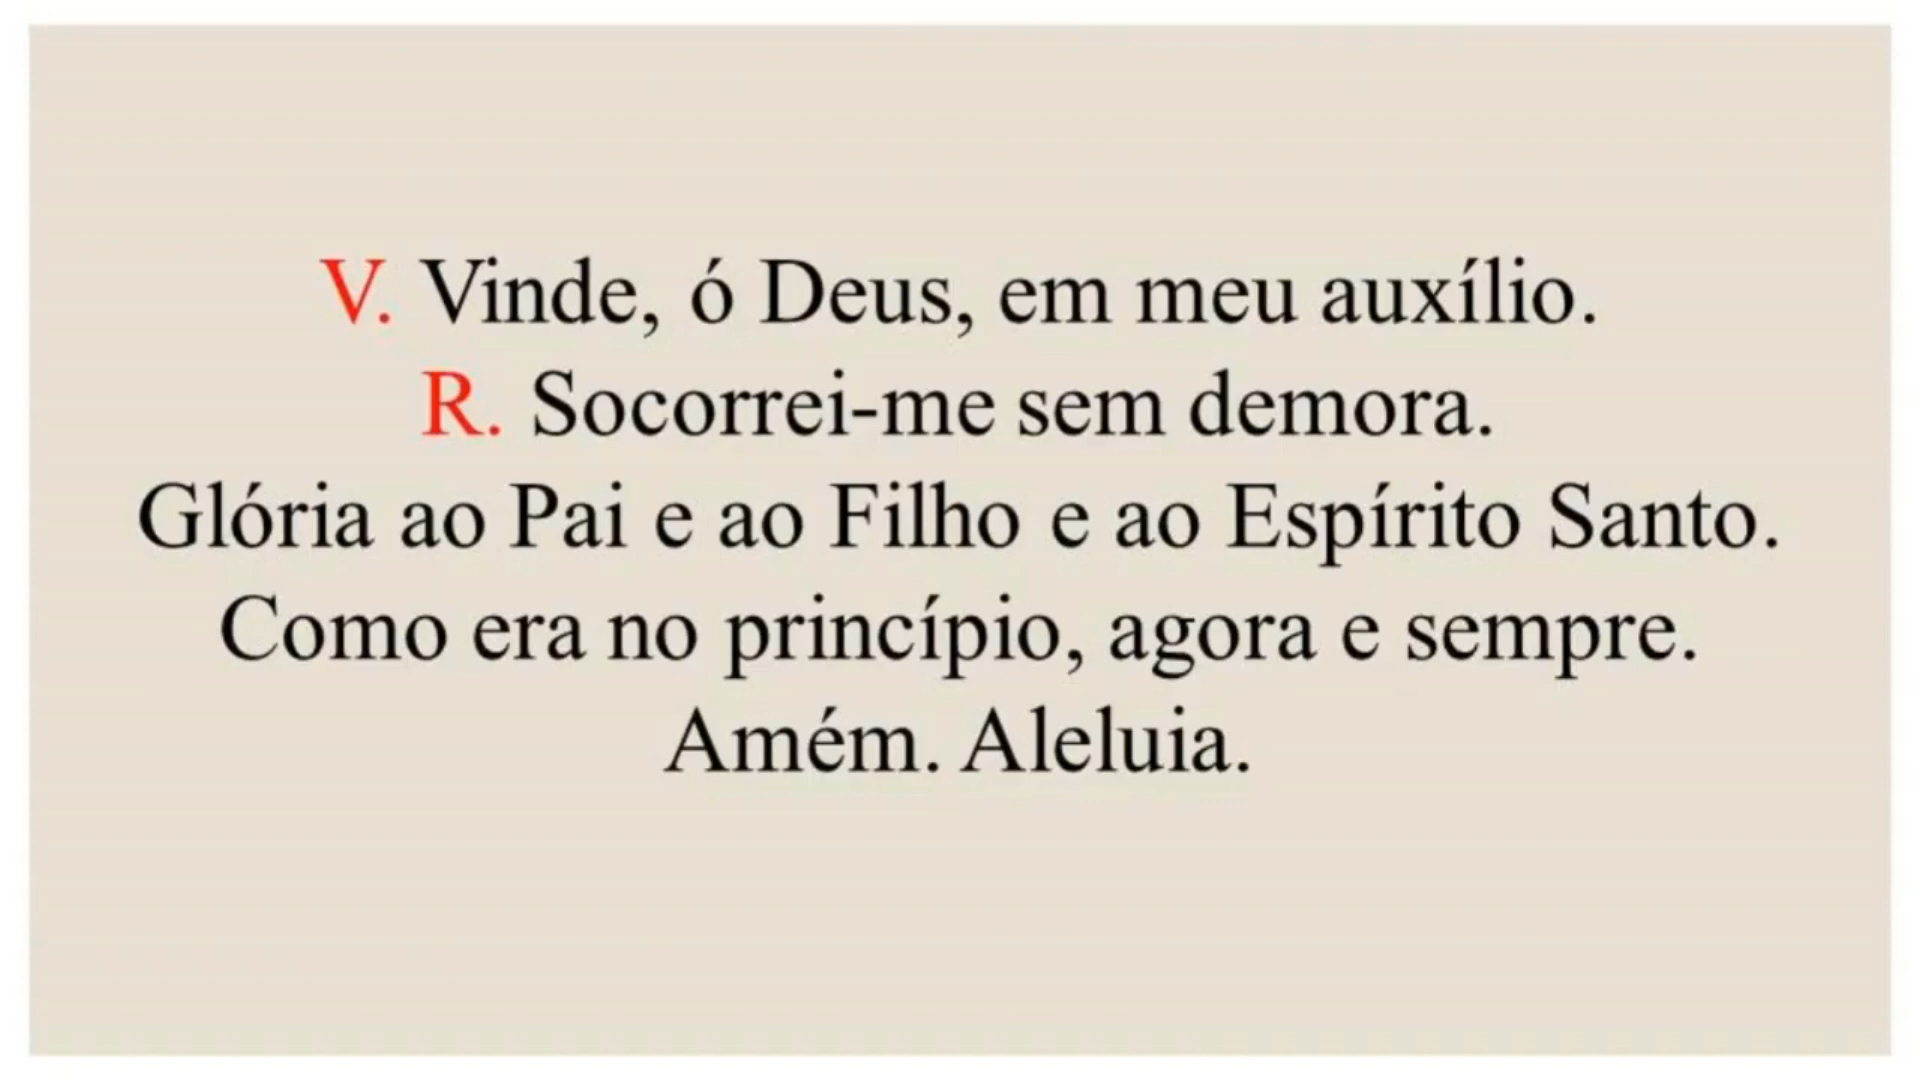 V. Vinde, ó Deus, em meu auxílio.
R. Socorrei-me sem demora.
Glória ao Pai e ao Filho e ao Espírito Santo.
Como era no princípio, agora e sempre.
Amém. Aleluia.